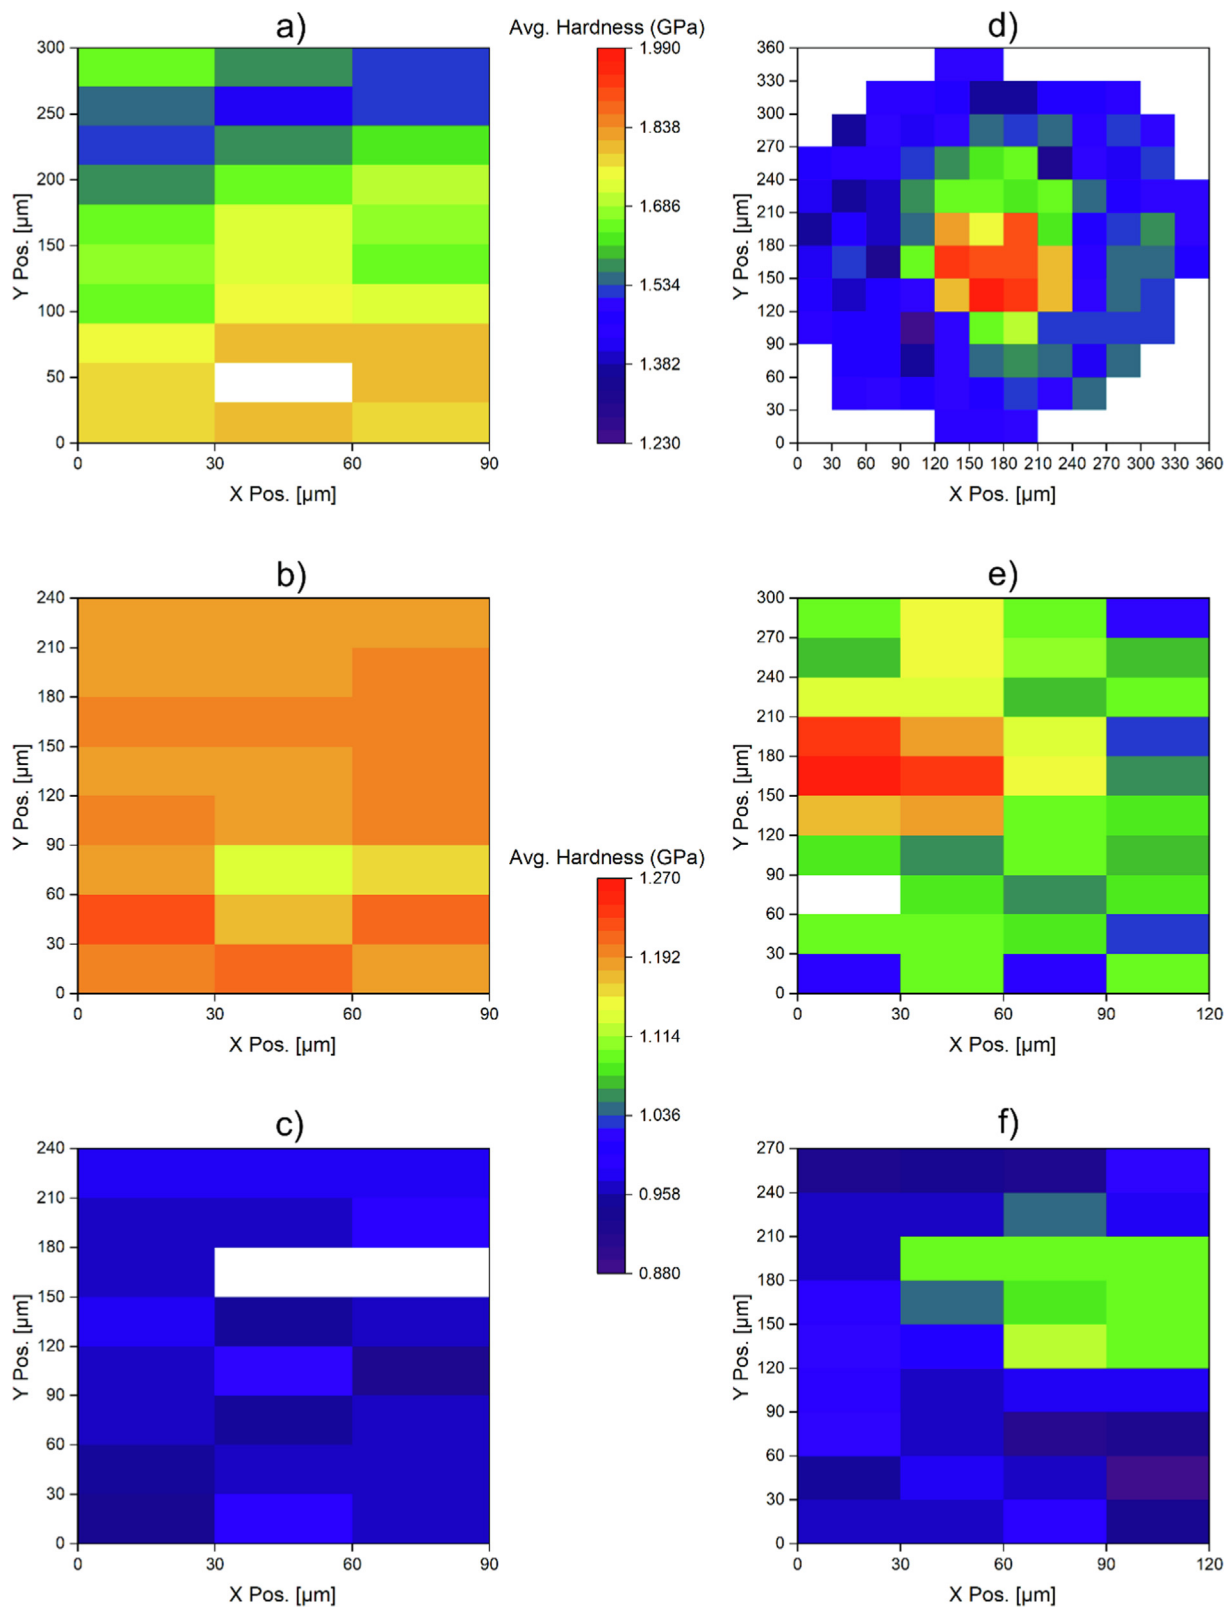 a)
Avg. Hardness (GPa)
d)
300
250
200
150
100
50
0
Y Pos. [µm]
0 30 60 90
X Pos. [µm]
1.990
1.838
1.686
1.534
1.382
1.230
360
330
300
270
240
210
180
150
120
90
60
30
0
Y Pos. [µm]
0 30 60 90 120 150 180 210 240 270 300 330 360
X Pos. [µm]
b)
e)
240
210
180
150
120
90
60
30
0
Y Pos. [µm]
0 30 60 90
X Pos. [µm]
Avg. Hardness (GPa)
1.270
1.192
1.114
1.036
0.958
0.880
300
270
240
210
180
150
120
90
60
30
0
Y Pos. [µm]
0 30 60 90 120
X Pos. [µm]
c)
f)
240
210
180
150
120
90
60
30
0
Y Pos. [µm]
0 30 60 90
X Pos. [µm]
270
240
210
180
150
120
90
60
30
0
Y Pos. [µm]
0 30 60 90 120
X Pos. [µm]